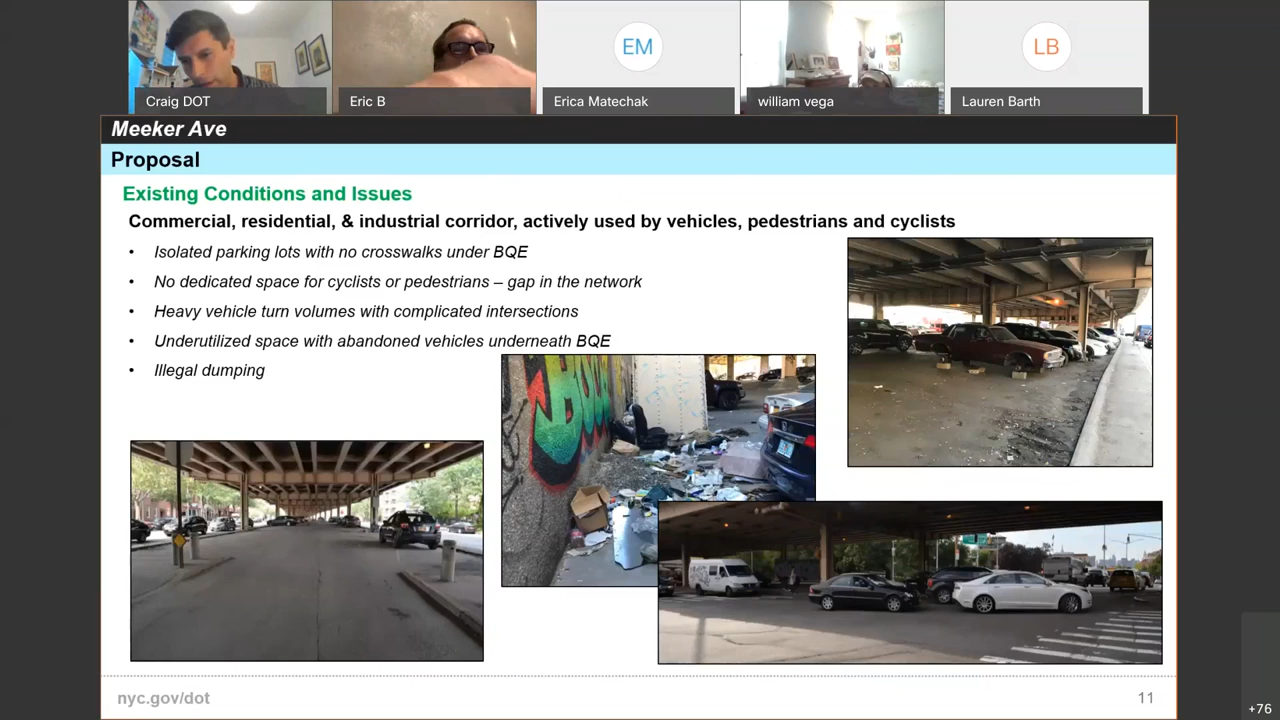 EM
LB
Craig DOT
Eric B
Erica Matechak
william vega
Lauren Barth
Meeker Ave
Proposal
Existing Conditions and Issues
Commercial, residential, & industrial corridor, actively used by vehicles, pedestrians and cyclists
• Isolated parking lots with no crosswalks under BQE
• No dedicated space for cyclists or pedestrians – gap in the network
• Heavy vehicle turn volumes with complicated intersections
• Underutilized space with abandoned vehicles underneath BQE
• Illegal dumping
nyc.gov/dot
11
+76